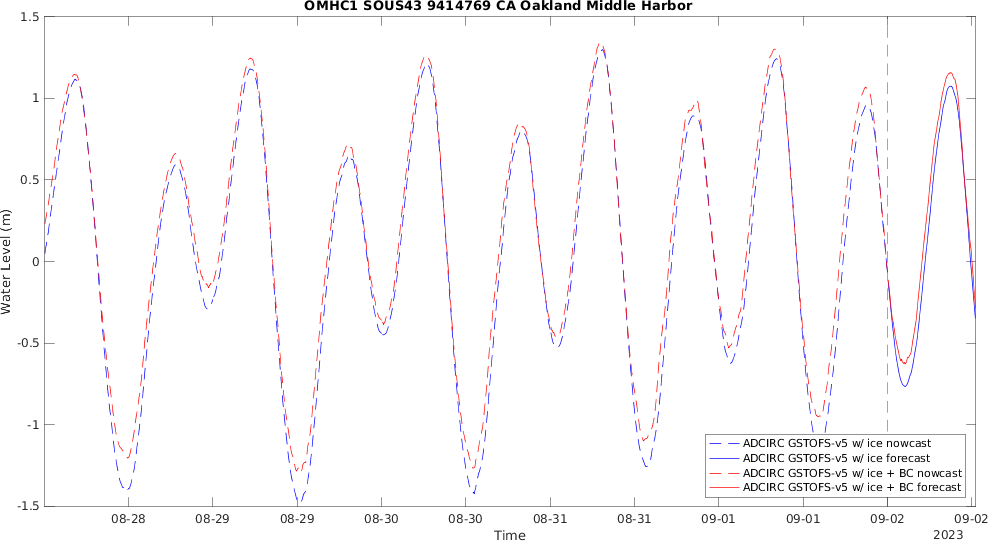 OMHC1 SOUS43 9414769 CA Oakland Middle Harbor
1.5
1
0.5
0
-0.5
-1
-1.5
Water Level (m)
ADCIRC GSTOFS-v5 w/ ice nowcast
ADCIRC GSTOFS-v5 w/ ice forecast
ADCIRC GSTOFS-v5 w/ ice + BC nowcast
ADCIRC GSTOFS-v5 w/ ice + BC forecast
08-28 08-29 08-29 08-30 08-30 08-31 08-31 09-01 09-01 09-02 09-02
Time 2023